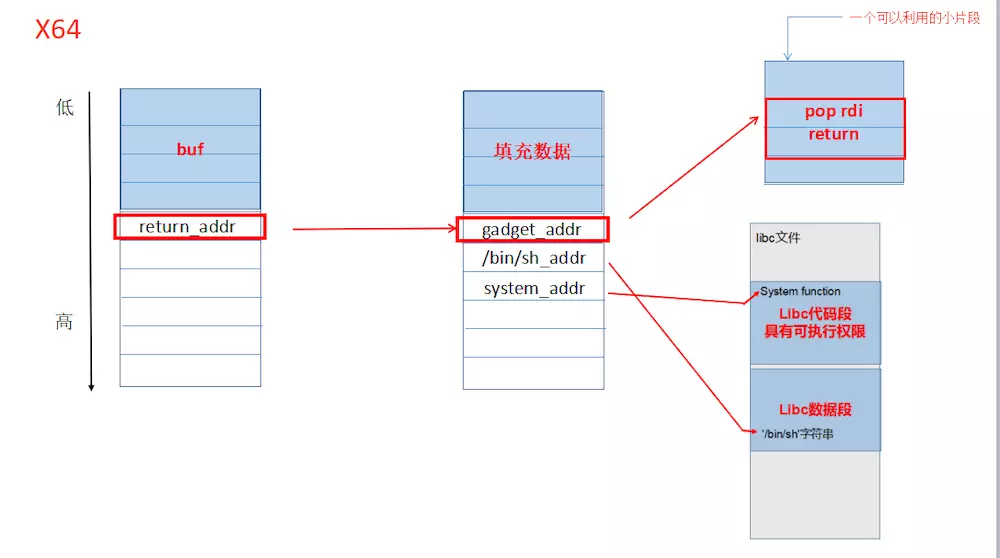 X64
一个可以利用的小片段
低
高
buf
return_addr
填充数据
gadget_addr
/bin/sh_addr
system_addr
pop rdi
return
libc文件
System function
Libc代码段
具有可执行权限
Libc数据段
'/bin/sh'字符串